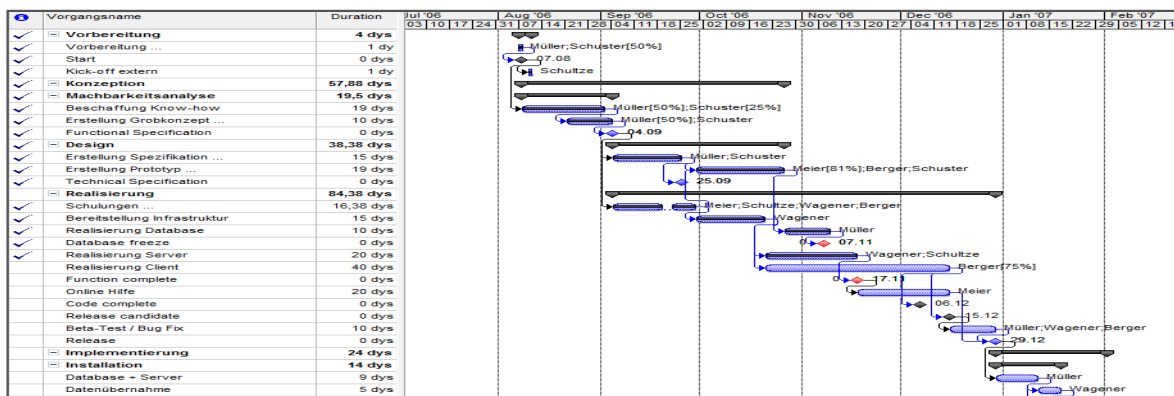 Vorgangsname Duration Jul '06 Aug '06 Sep '06 Oct '06 Nov '06 Dec '06 Jan '07 Feb '07
03 10 17 24 31 07 14 21 28 04 11 18 25 02 09 16 23 30 06 13 20 27 04 11 18 25 01 08 15 22 29 05 12
Vorbereitung 4 dys
Vorbereitung ... 1 dy Müller;Schuster[50%]
Start 0 dys 07.08
Kick-off extern 1 dy Schultze
Konzeption 57,88 dys
Machbarkeitsanalyse 19,5 dys
Beschaffung Know-how 19 dys Müller[50%];Schuster[25%]
Erstellung Grobkonzept ... 10 dys Müller[50%];Schuster
Functional Specification 0 dys 04.09
Design 38,38 dys
Erstellung Spezifikation ... 15 dys Müller;Schuster
Erstellung Prototyp ... 19 dys Meier[81%];Berger;Schuster
Technical Specification 0 dys 25.09
Realisierung 84,38 dys
Schulungen ... 16,38 dys Meier;Schultze;Wagener;Berger
Bereitstellung Infrastruktur 15 dys Wagener
Realisierung Database 10 dys Müller
Database freeze 0 dys 07.11
Realisierung Server 20 dys Wagener;Schultze
Realisierung Client 40 dys Berger[75%]
Function complete 0 dys 17.11
Online Hilfe 20 dys Meier
Code complete 0 dys 06.12
Release candidate 0 dys 15.12
Beta-Test / Bug Fix 10 dys Müller;Wagener;Berger
Release 0 dys 29.12
Implementierung 24 dys
Installation 14 dys
Database + Server 9 dys Müller
Datenübernahme 5 dys Wagener